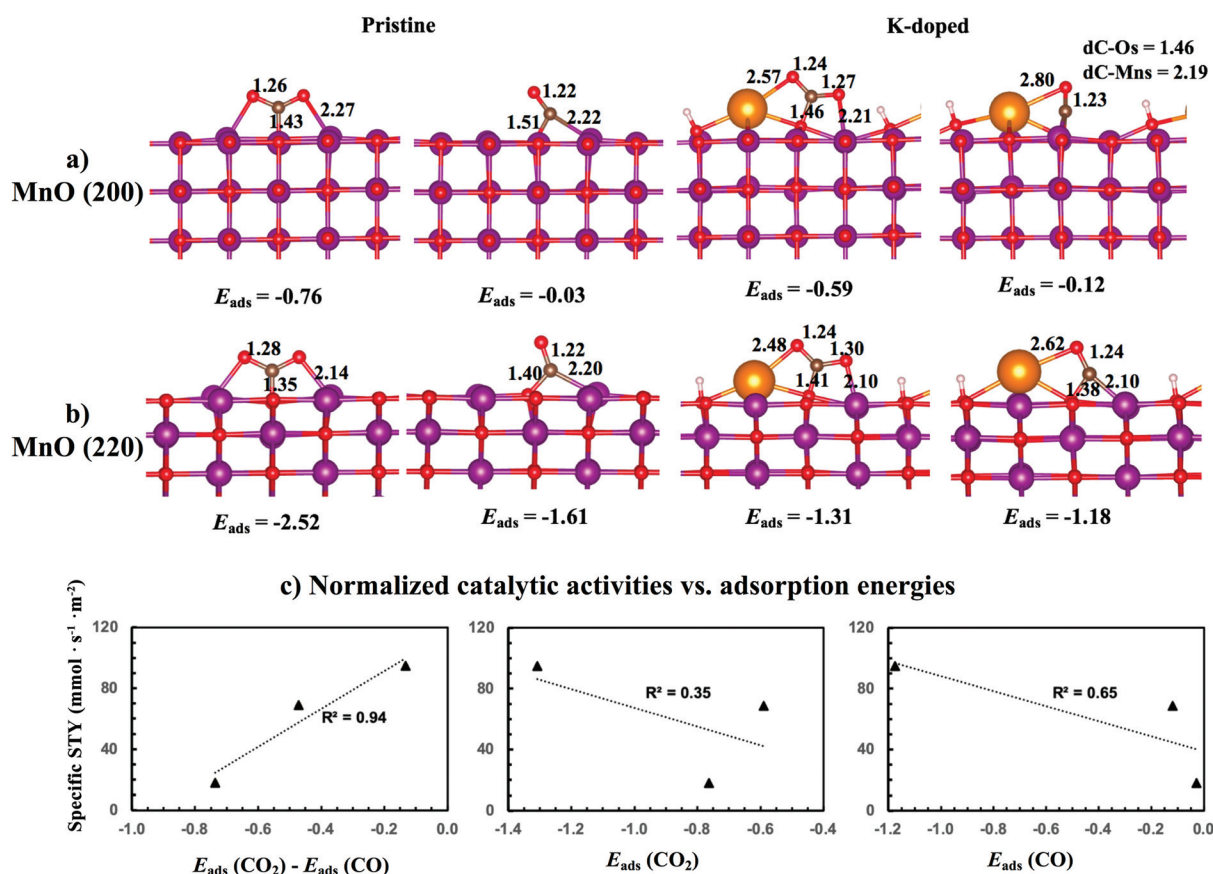 Pristine
K-doped
dC-Os = 1.46
dC-Mns = 2.19
a)
MnO (200)
1.26
1.43
2.27
1.22
1.51
2.22
2.57
1.24
1.27
1.46
2.21
2.80
1.23
Eads = -0.76
Eads = -0.03
Eads = -0.59
Eads = -0.12
b)
MnO (220)
1.28
1.35
2.14
1.22
1.40
2.20
2.48
1.24
1.30
1.41
2.10
2.62
1.24
1.38
2.10
Eads = -2.52
Eads = -1.61
Eads = -1.31
Eads = -1.18
c) Normalized catalytic activities vs. adsorption energies
Specific STY (mmol · s⁻¹ · m⁻²)
120
80
40
0
R² = 0.94
-1.0 -0.8 -0.6 -0.4 -0.2 0.0
Eads (CO₂) - Eads (CO)
120
80
40
0
R² = 0.35
-1.4 -1.2 -1.0 -0.8 -0.6 -0.4
Eads (CO₂)
120
80
40
0
R² = 0.65
-1.2 -1.0 -0.8 -0.6 -0.4 -0.2 0.0
Eads (CO)